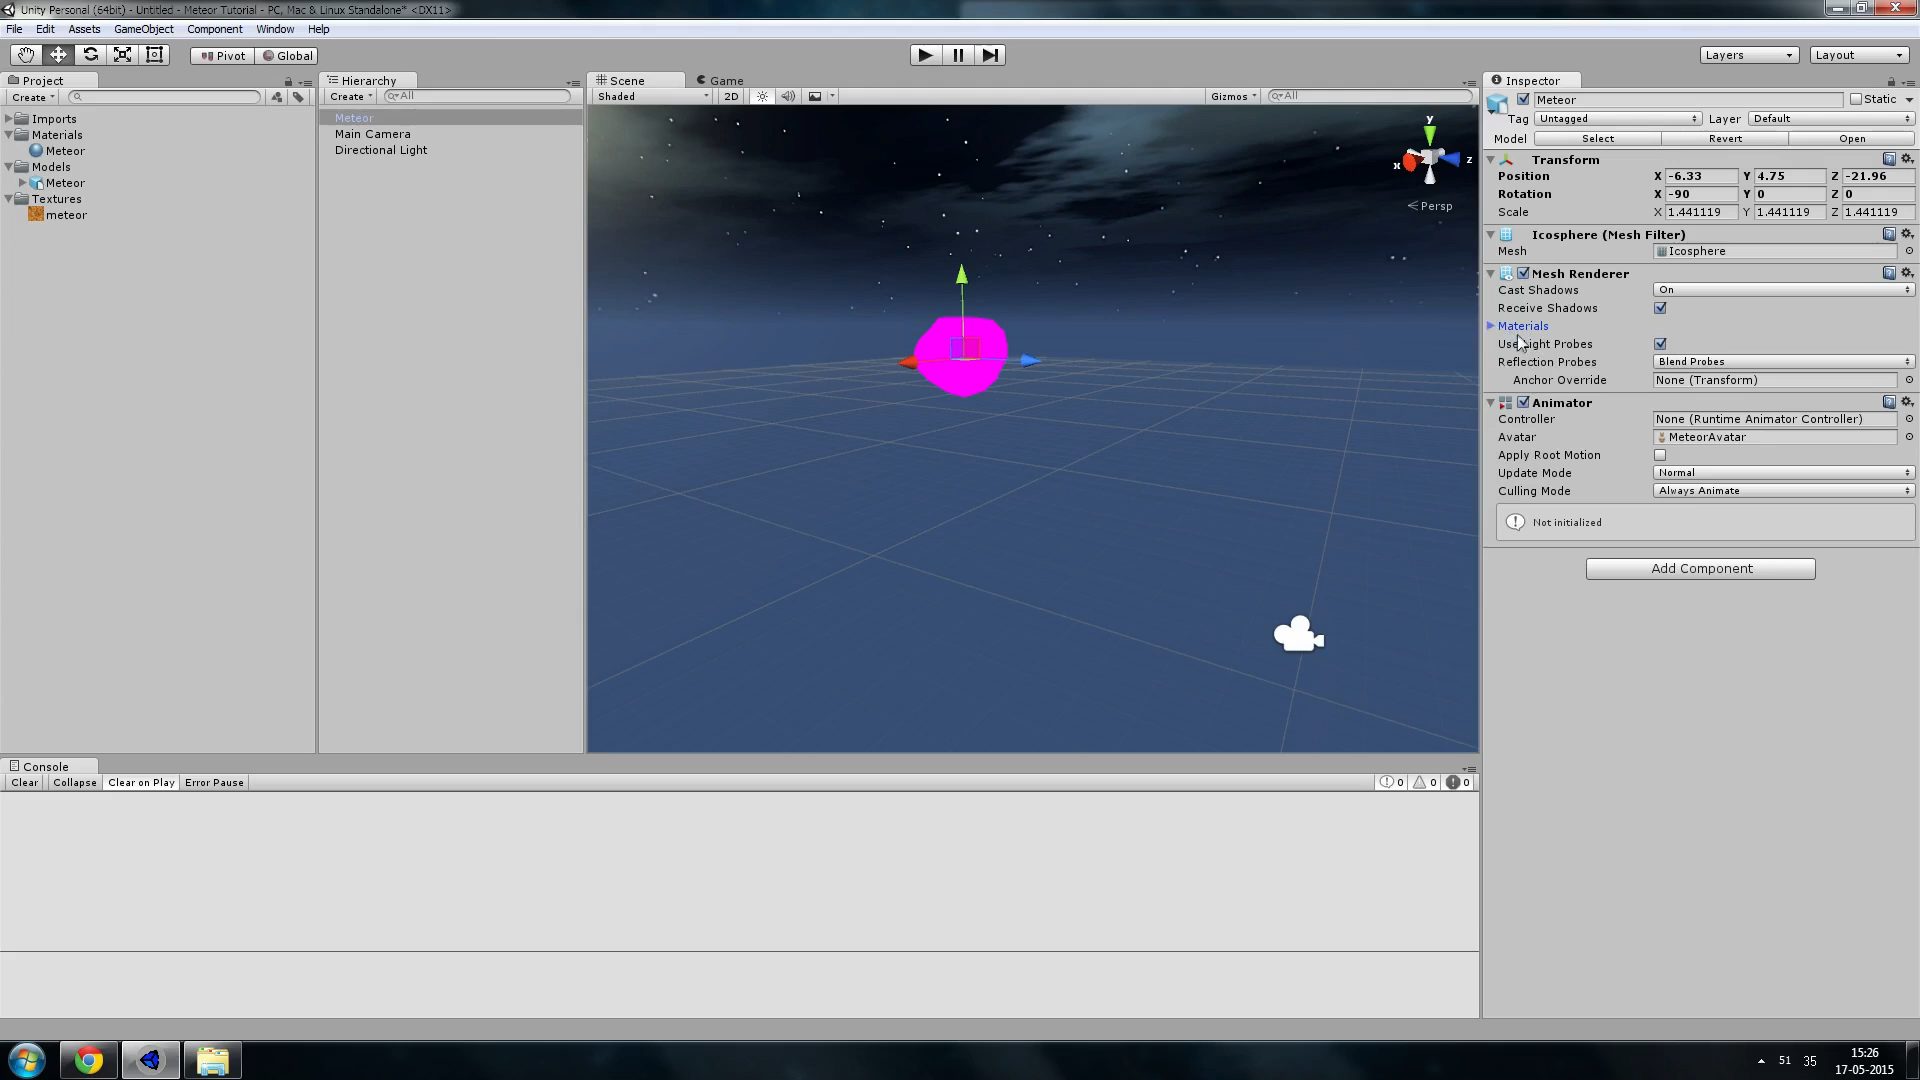 Unity Personal (64bit) - Untitled - Meteor Tutorial - PC, Mac & Linux Standalone* <DX11>
File Edit Assets GameObject Component Window Help
Pivot Global Layers Layout
Project
Create
Imports
Materials
Meteor
Models
Meteor
Textures
meteor
Hierarchy
Create All
Meteor
Main Camera
Directional Light
Scene Game
Shaded 2D Gizmos All
y
x
z
Persp
Inspector
Meteor Static
Tag Untagged Layer Default
Model Select Revert Open
Transform
Position X -6.33 Y 4.75 Z -21.96
Rotation X -90 Y 0 Z 0
Scale X 1.441119 Y 1.441119 Z 1.441119
Icosphere (Mesh Filter)
Mesh Icosphere
Mesh Renderer
Cast Shadows On
Receive Shadows
Materials
Use Light Probes
Reflection Probes Blend Probes
Anchor Override None (Transform)
Animator
Controller None (Runtime Animator Controller)
Avatar MeteorAvatar
Apply Root Motion
Update Mode Normal
Culling Mode Always Animate
Not initialized
Add Component
Console
Clear Collapse Clear on Play Error Pause 0 0 0
51 35 15:26
17-05-2015